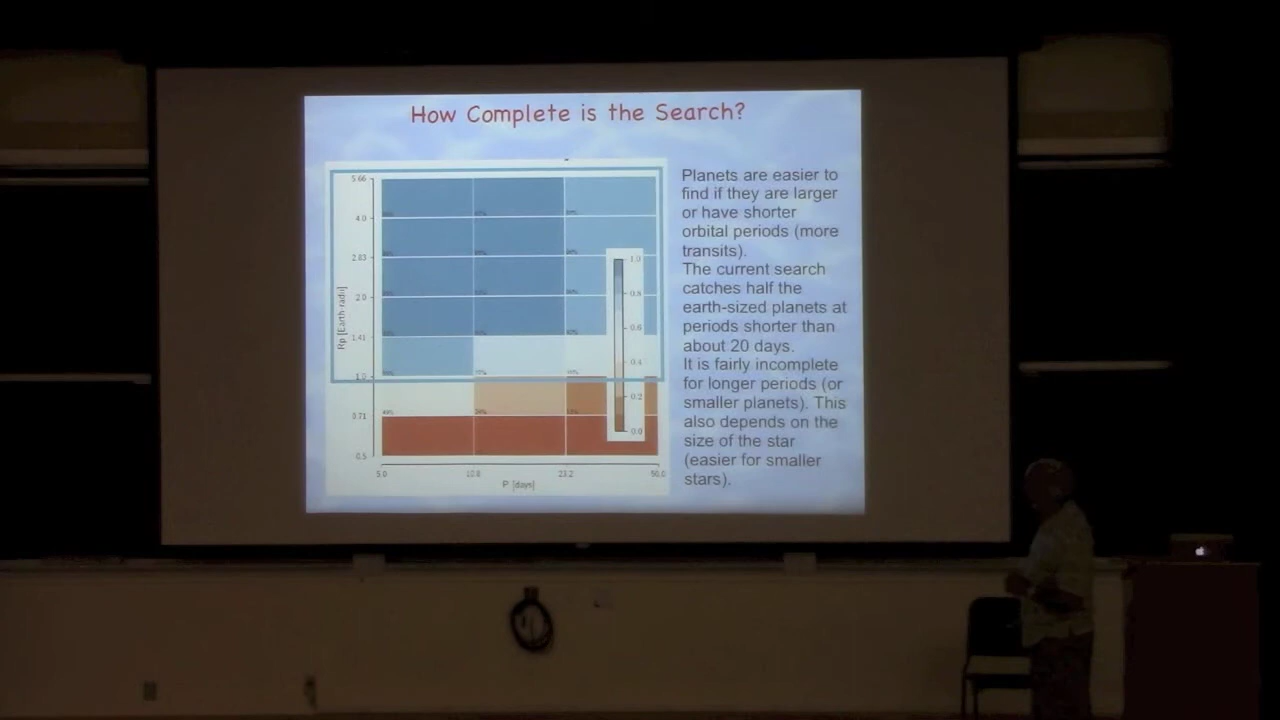 How Complete is the Search?
Planets are easier to
find if they are larger
or have shorter
orbital periods (more
transits).
The current search
catches half the
earth-sized planets at
periods shorter than
about 20 days.
It is fairly incomplete
for longer periods (or
smaller planets). This
also depends on the
size of the star
(easier for smaller
stars).
Rp [Earth-radii]
5.66
4.0
2.83
2.0
1.41
1.0
0.71
0.5
1.0
0.8
0.6
0.4
0.2
0.0
5.0
10.8
23.2
50.0
P [days]